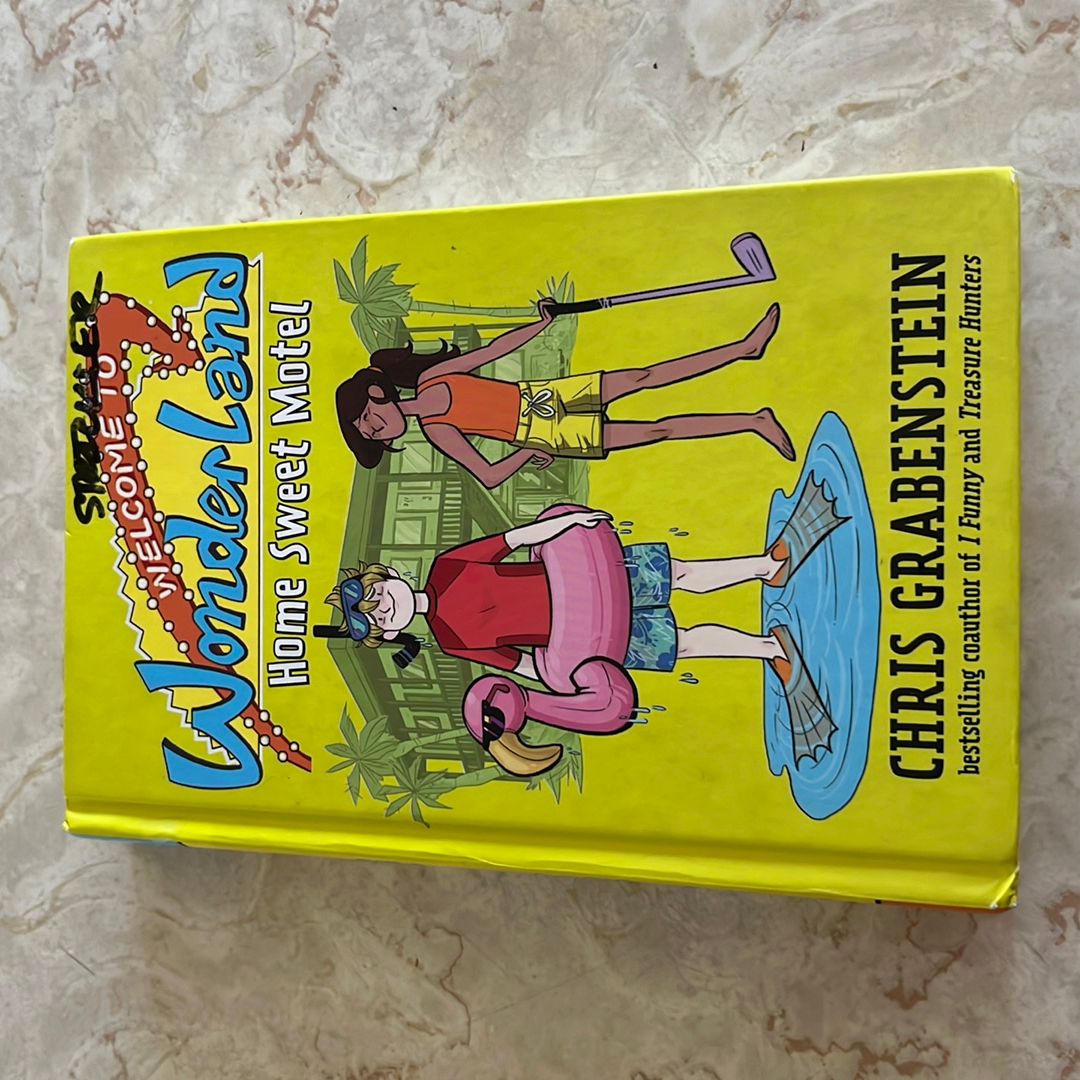 WELCOME TO
WonderLand
Home Sweet Motel
CHRIS GRABENSTEIN
bestselling coauthor of I Funny and Treasure Hunters